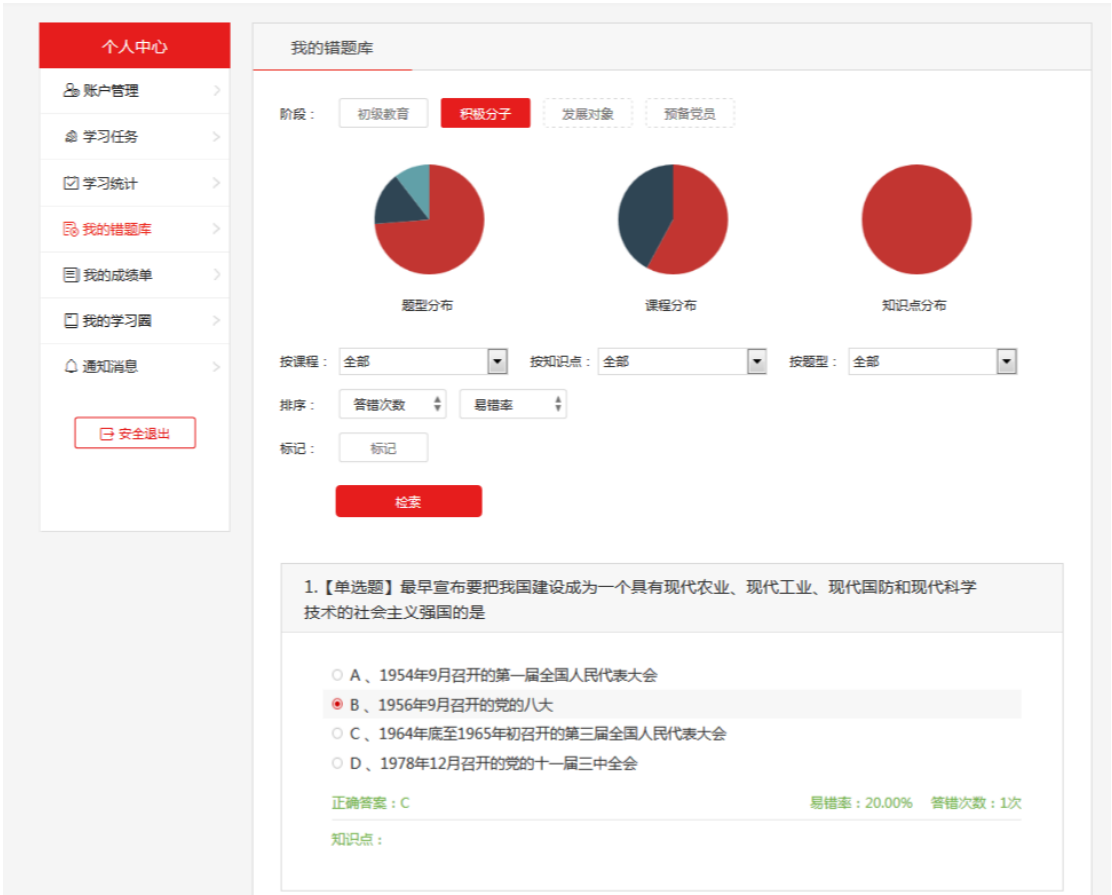 个人中心
账户管理
学习任务
学习统计
我的错题库
我的成绩单
我的学习圈
通知消息
安全退出
我的错题库
阶段： 初级教育 积极分子 发展对象 预备党员
题型分布 课程分布 知识点分布
按课程： 全部 按知识点： 全部 按题型： 全部
排序： 答错次数 易错率
标记： 标记
检索
1.【单选题】最早宣布要把我国建设成为一个具有现代农业、现代工业、现代国防和现代科学
技术的社会主义强国的是
A 、1954年9月召开的第一届全国人民代表大会
B 、1956年9月召开的党的八大
C 、1964年底至1965年初召开的第三届全国人民代表大会
D 、1978年12月召开的党的十一届三中全会
正确答案：C 易错率：20.00% 答错次数：1次
知识点：